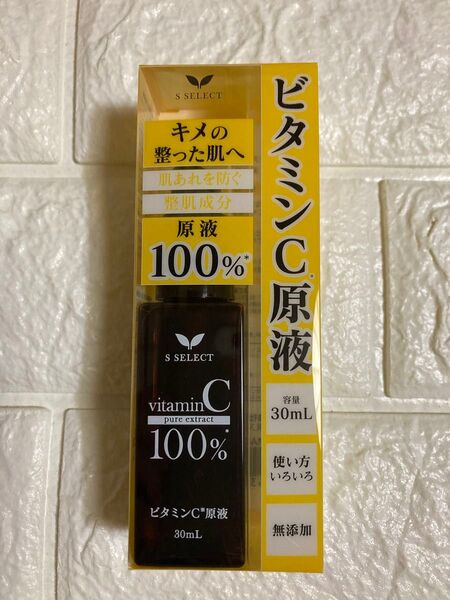 S SELECT
キメの
整った肌へ
肌あれを防ぐ
整肌成分
原液
100%*
S SELECT
vitamin C
pure extract
100%*
ビタミンC*原液
30mL
ビタミンC*原液
容量
30mL
使い方
いろいろ
無添加